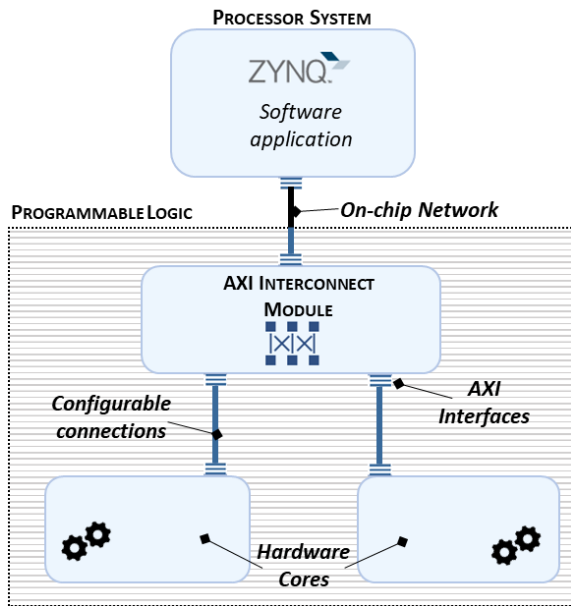 PROCESSOR SYSTEM
ZYNQ
Software
application
On-chip Network
PROGRAMMABLE LOGIC
AXI INTERCONNECT
MODULE
Configurable
connections
AXI
Interfaces
Hardware
Cores